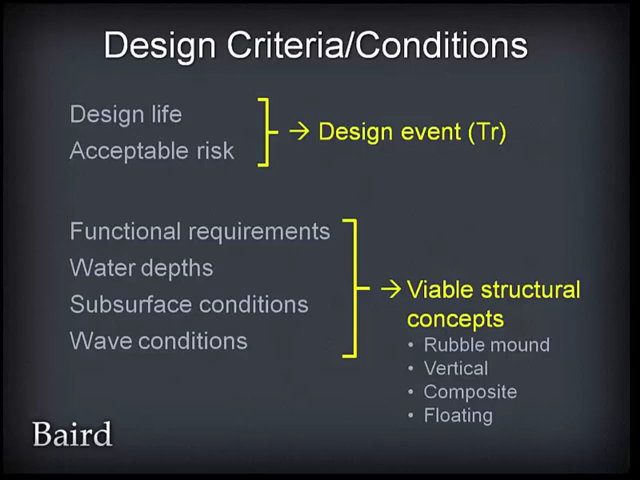 Design Criteria/Conditions
Design life
Acceptable risk
→ Design event (Tr)
Functional requirements
Water depths
Subsurface conditions
Wave conditions
→ Viable structural
concepts
• Rubble mound
• Vertical
• Composite
• Floating
Baird